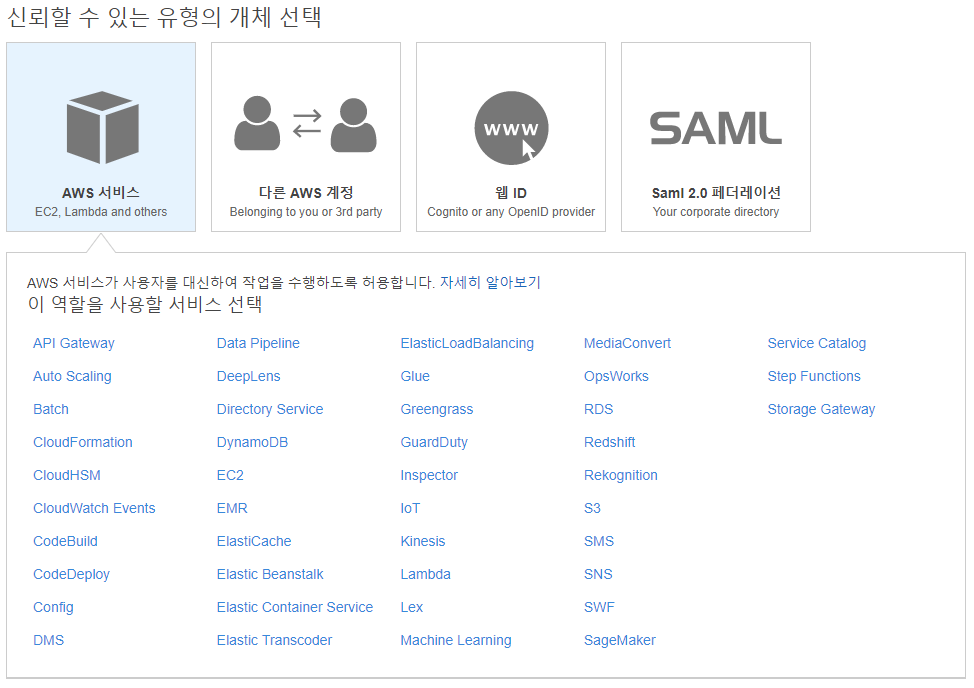 신뢰할 수 있는 유형의 개체 선택
AWS 서비스
EC2, Lambda and others
다른 AWS 계정
Belonging to you or 3rd party
www
웹 ID
Cognito or any OpenID provider
SAML
Saml 2.0 페더레이션
Your corporate directory
AWS 서비스가 사용자를 대신하여 작업을 수행하도록 허용합니다. 자세히 알아보기
이 역할을 사용할 서비스 선택
API Gateway
Auto Scaling
Batch
CloudFormation
CloudHSM
CloudWatch Events
CodeBuild
CodeDeploy
Config
DMS
Data Pipeline
DeepLens
Directory Service
DynamoDB
EC2
EMR
ElastiCache
Elastic Beanstalk
Elastic Container Service
Elastic Transcoder
ElasticLoadBalancing
Glue
Greengrass
GuardDuty
Inspector
IoT
Kinesis
Lambda
Lex
Machine Learning
MediaConvert
OpsWorks
RDS
Redshift
Rekognition
S3
SMS
SNS
SWF
SageMaker
Service Catalog
Step Functions
Storage Gateway